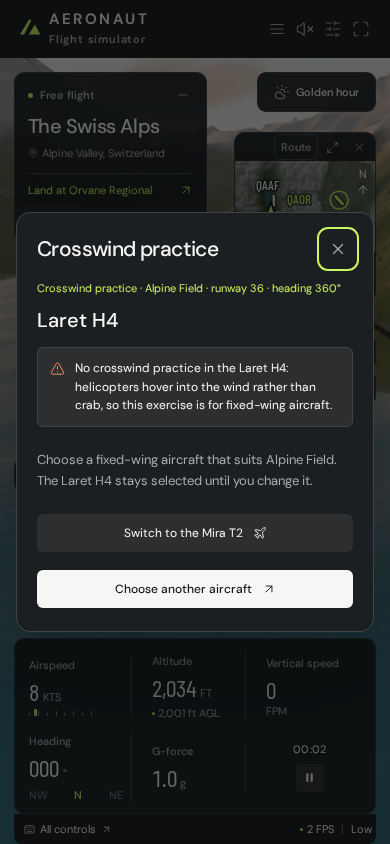 AERONAUT
Flight simulator
Free flight
Golden hour
The Swiss Alps
Alpine Valley, Switzerland
Land at Orvane Regional
Route
N
QAAF
QAOR
Crosswind practice
Crosswind practice · Alpine Field · runway 36 · heading 360°
Laret H4
No crosswind practice in the Laret H4:
helicopters hover into the wind rather than
crab, so this exercise is for fixed-wing aircraft.
Choose a fixed-wing aircraft that suits Alpine Field.
The Laret H4 stays selected until you change it.
Switch to the Mira T2
Choose another aircraft
Airspeed
8 KTS
Altitude
2,034 FT
2,001 ft AGL
Vertical speed
0
FPM
Heading
000 °
NW N NE
G-force
1.0 g
00:02
All controls
2 FPS | Low